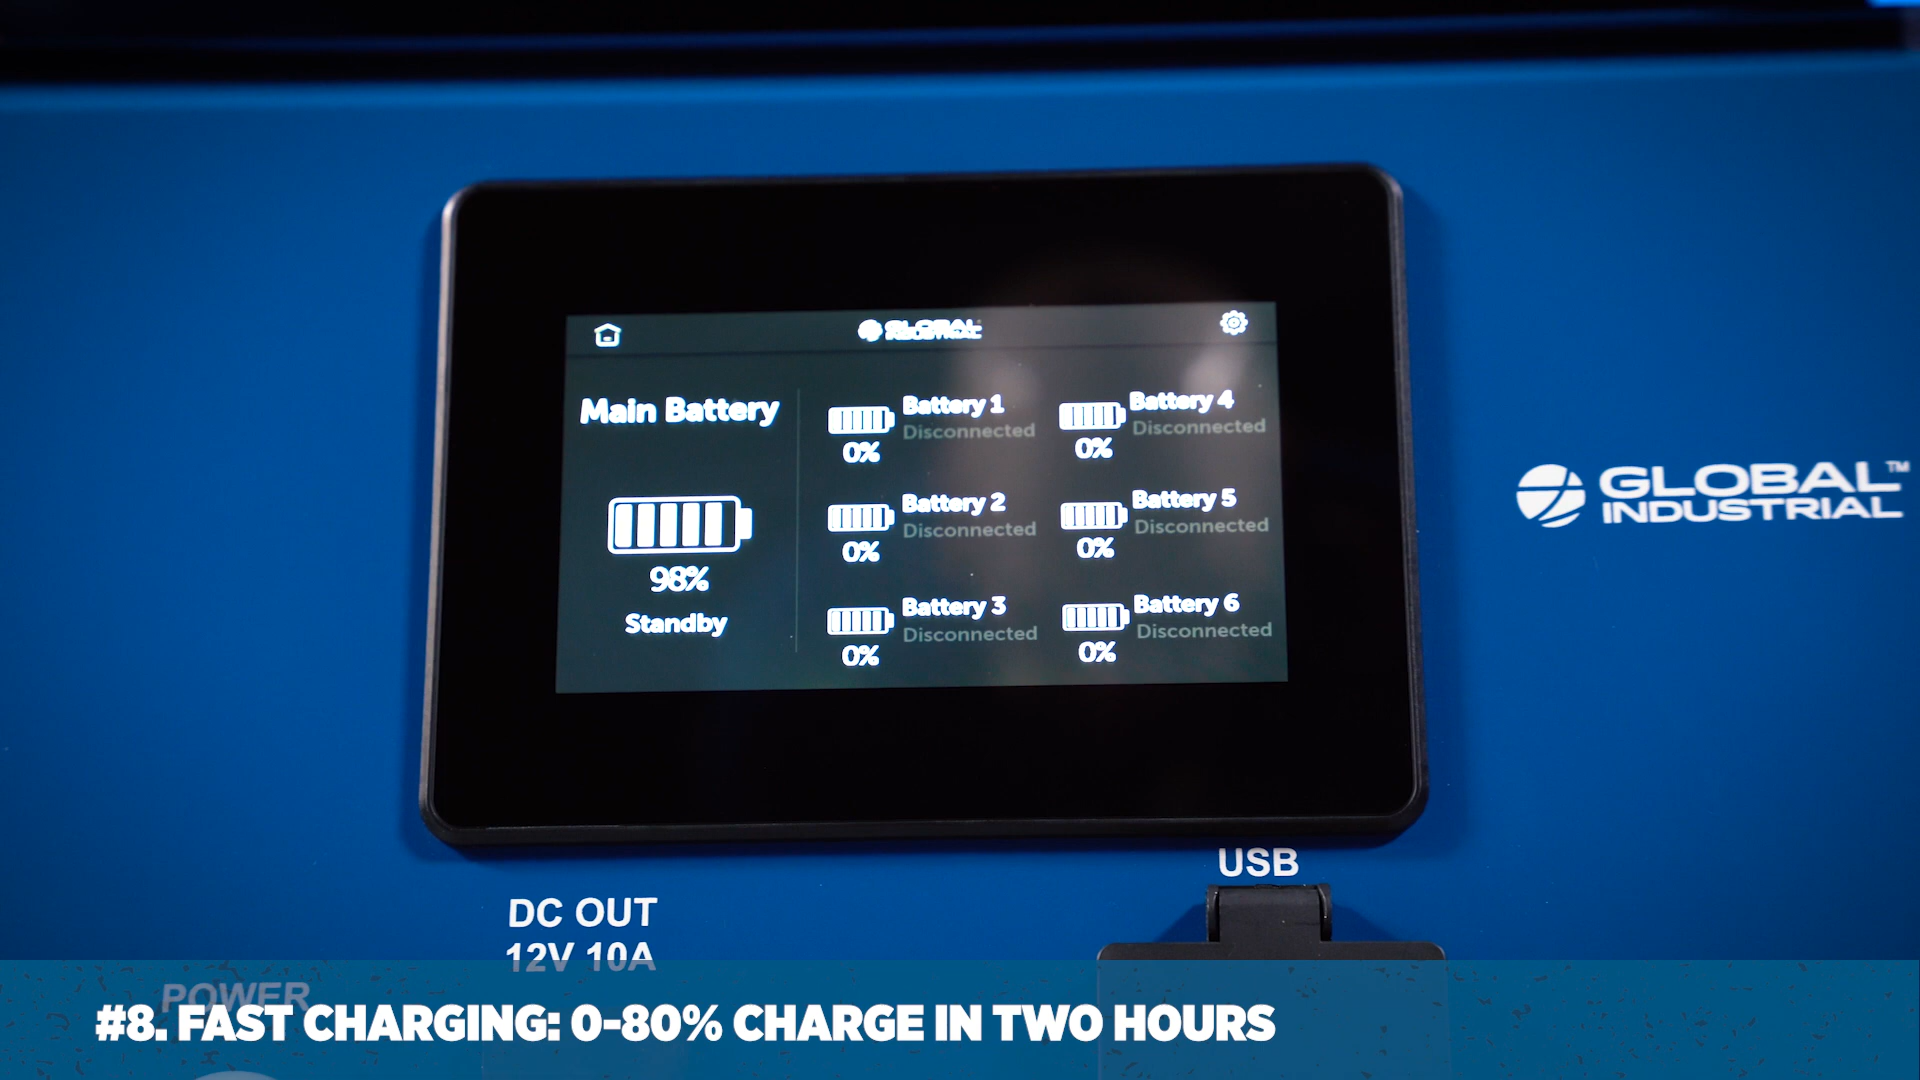 GLOBAL
INDUSTRIAL
Main Battery
98%
Standby
Battery 1
Disconnected
0%
Battery 2
Disconnected
0%
Battery 3
Disconnected
0%
Battery 4
Disconnected
0%
Battery 5
Disconnected
0%
Battery 6
Disconnected
0%
GLOBAL™
INDUSTRIAL
USB
DC OUT
12V 10A
POWER
#8. FAST CHARGING: 0-80% CHARGE IN TWO HOURS